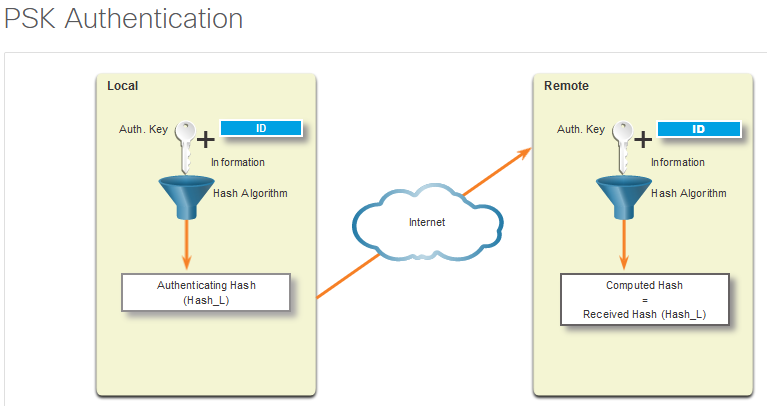 PSK Authentication
Local
Auth. Key
+
ID
Information
Hash Algorithm
Authenticating Hash
(Hash_L)
Internet
Remote
Auth. Key
+
ID
Information
Hash Algorithm
Computed Hash
=
Received Hash (Hash_L)